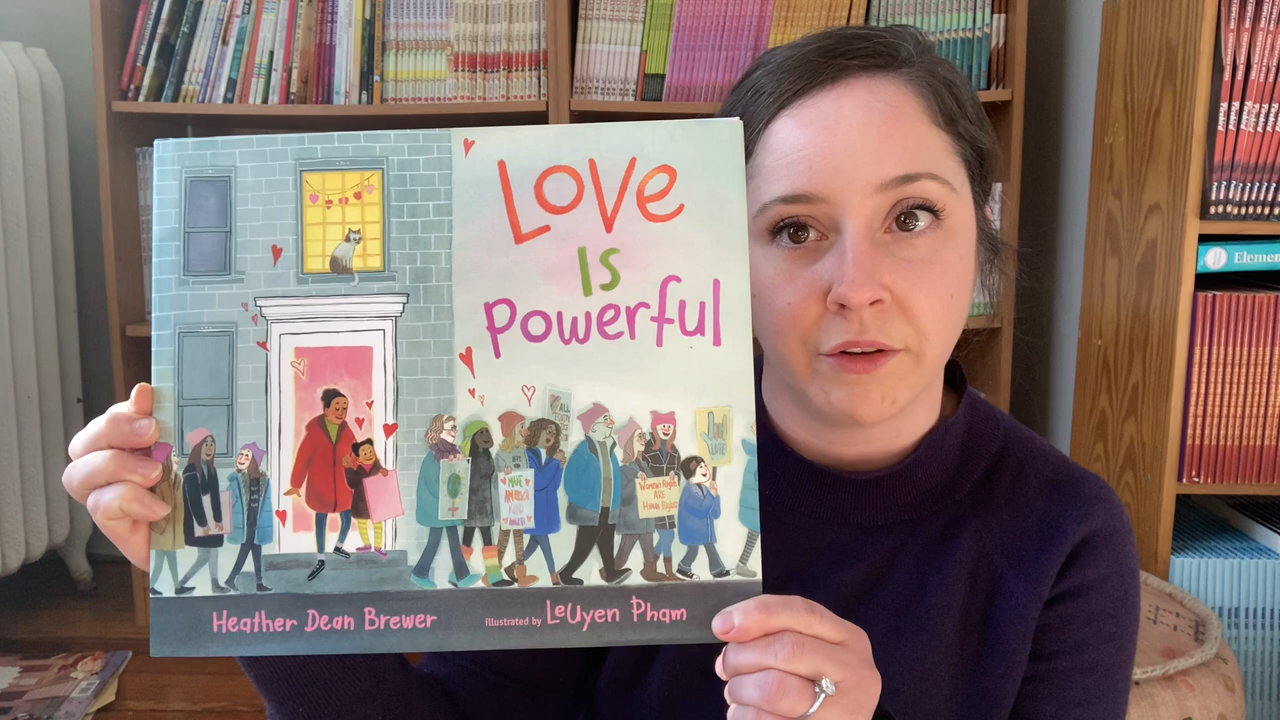 Love
Is
Powerful
ALL
MAKE
AMERICA
KIND
AGAIN
Women's Rights
ARE
Human Rights
Heather Dean Brewer
illustrated by LeUyen Pham
Elemen